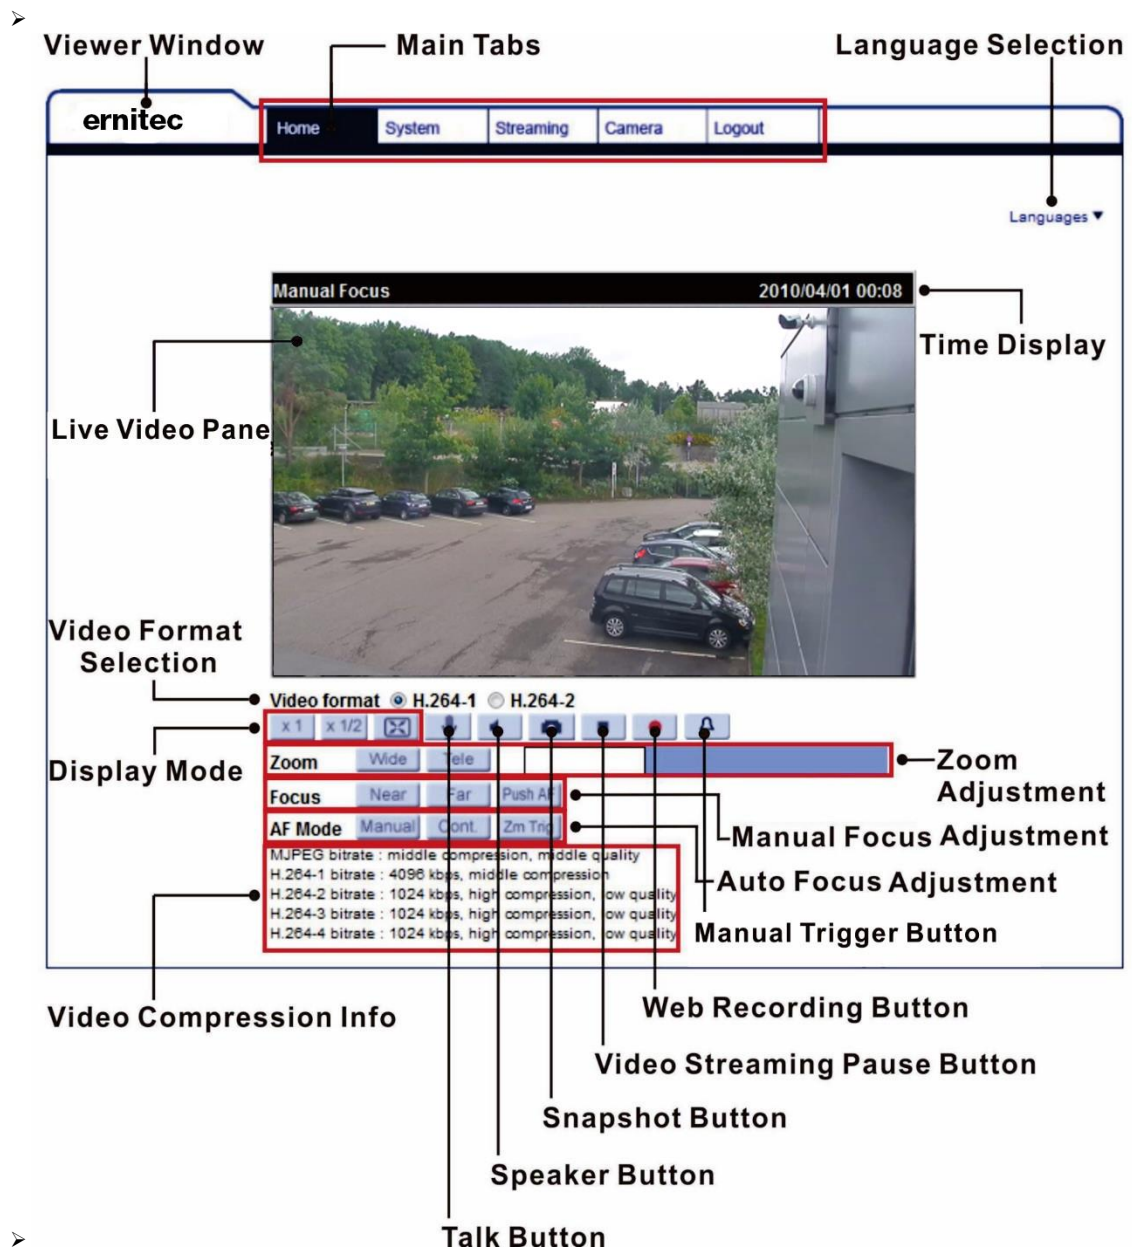 ➢
Viewer Window
Main Tabs
Language Selection
ernitec
Home
System
Streaming
Camera
Logout
Languages ▼
Manual Focus
2010/04/01 00:08
Time Display
Live Video Pane
Video Format
Selection
Video format H.264-1 H.264-2
x 1
x 1/2
Display Mode
Zoom
Wide
Tele
Zoom
Adjustment
Focus
Near
Far
Push AF
Manual Focus Adjustment
AF Mode
Manual
Cont.
Zm Trig
Auto Focus Adjustment
MJPEG bitrate : middle compression, middle quality
H.264-1 bitrate : 4096 kbps, middle compression
H.264-2 bitrate : 1024 kbps, high compression, low quality
H.264-3 bitrate : 1024 kbps, high compression, low quality
H.264-4 bitrate : 1024 kbps, high compression, low quality
Manual Trigger Button
Video Compression Info
Web Recording Button
Video Streaming Pause Button
Snapshot Button
Speaker Button
Talk Button
➢